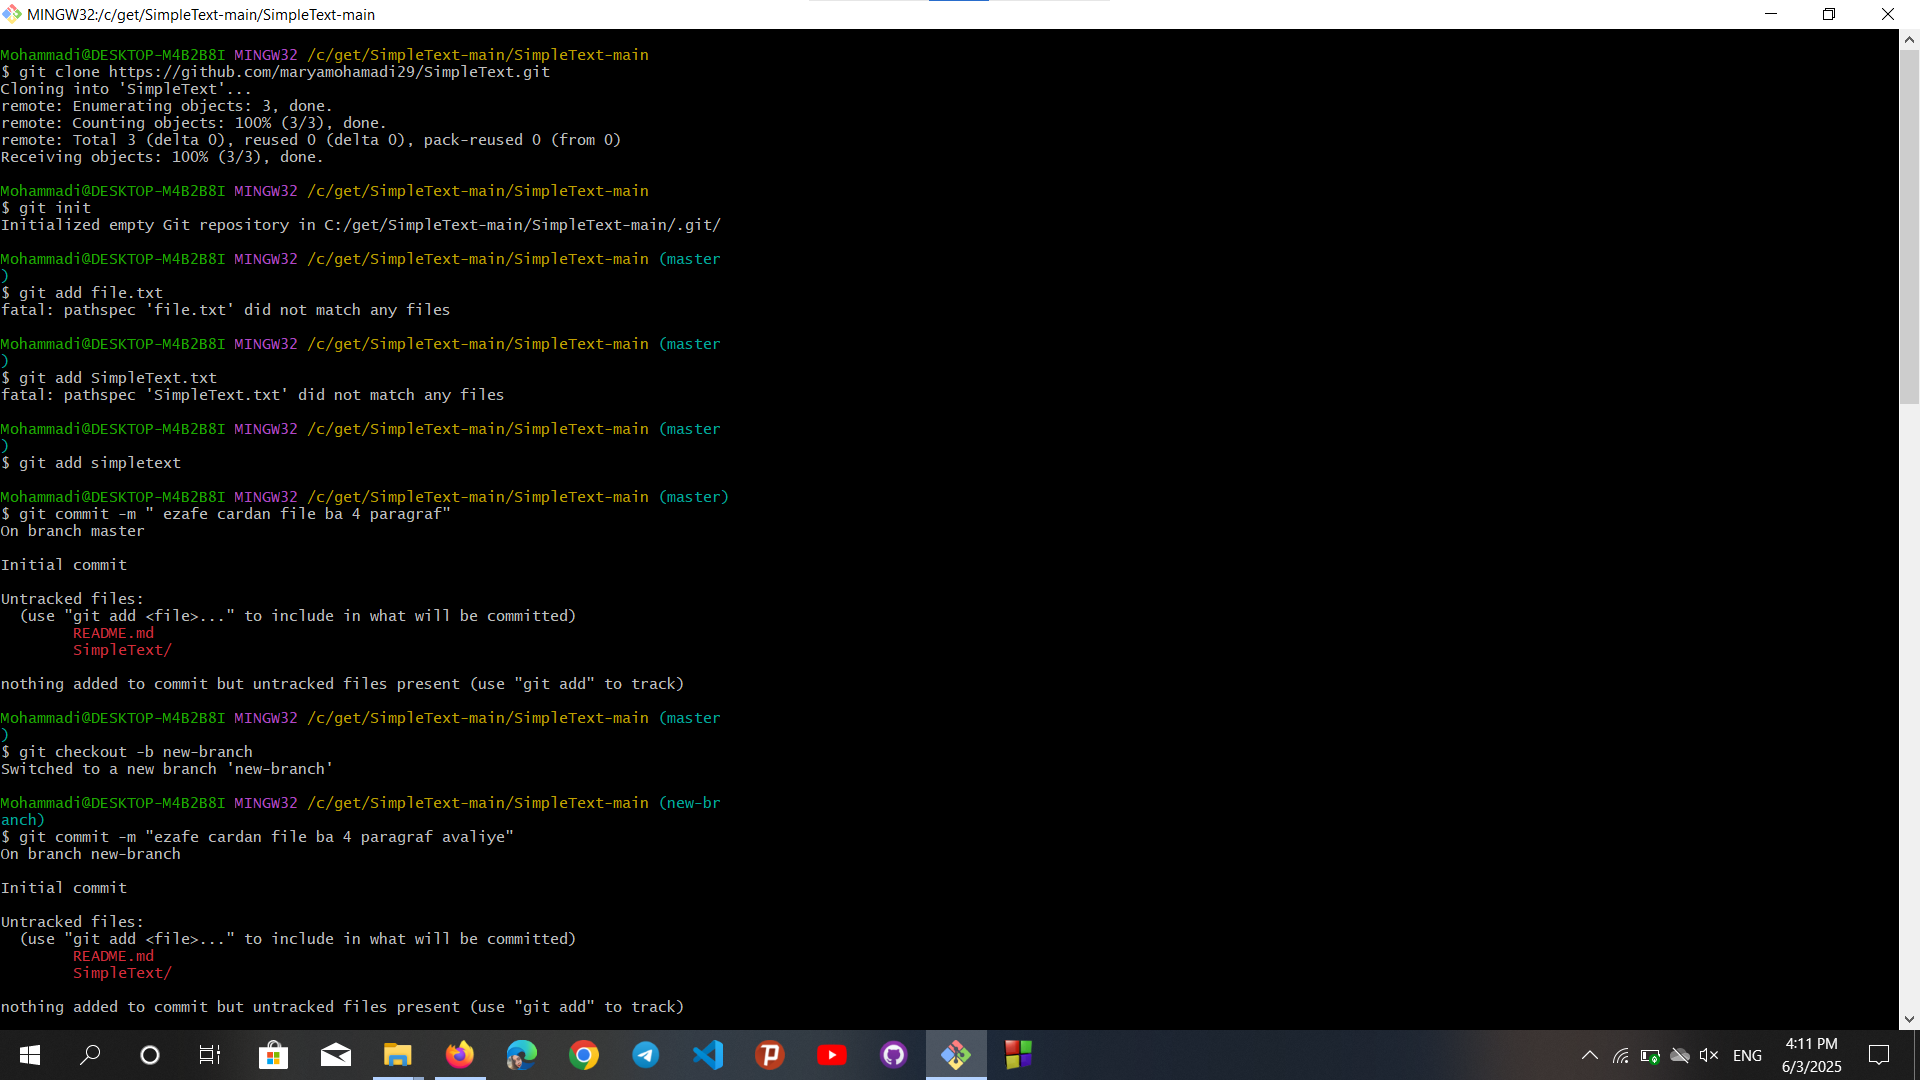 MINGW32:/c/get/SimpleText-main/SimpleText-main
Mohammadi@DESKTOP-M4B2B8I MINGW32 /c/get/SimpleText-main/SimpleText-main
$ git clone https://github.com/maryamohamadi29/SimpleText.git
Cloning into 'SimpleText'...
remote: Enumerating objects: 3, done.
remote: Counting objects: 100% (3/3), done.
remote: Total 3 (delta 0), reused 0 (delta 0), pack-reused 0 (from 0)
Receiving objects: 100% (3/3), done.
Mohammadi@DESKTOP-M4B2B8I MINGW32 /c/get/SimpleText-main/SimpleText-main
$ git init
Initialized empty Git repository in C:/get/SimpleText-main/SimpleText-main/.git/
Mohammadi@DESKTOP-M4B2B8I MINGW32 /c/get/SimpleText-main/SimpleText-main (master
)
$ git add file.txt
fatal: pathspec 'file.txt' did not match any files
Mohammadi@DESKTOP-M4B2B8I MINGW32 /c/get/SimpleText-main/SimpleText-main (master
)
$ git add SimpleText.txt
fatal: pathspec 'SimpleText.txt' did not match any files
Mohammadi@DESKTOP-M4B2B8I MINGW32 /c/get/SimpleText-main/SimpleText-main (master
)
$ git add simpletext
Mohammadi@DESKTOP-M4B2B8I MINGW32 /c/get/SimpleText-main/SimpleText-main (master)
$ git commit -m " ezafe cardan file ba 4 paragraf"
On branch master
Initial commit
Untracked files:
  (use "git add <file>..." to include in what will be committed)
        README.md
        SimpleText/
nothing added to commit but untracked files present (use "git add" to track)
Mohammadi@DESKTOP-M4B2B8I MINGW32 /c/get/SimpleText-main/SimpleText-main (master
)
$ git checkout -b new-branch
Switched to a new branch 'new-branch'
Mohammadi@DESKTOP-M4B2B8I MINGW32 /c/get/SimpleText-main/SimpleText-main (new-br
anch)
$ git commit -m "ezafe cardan file ba 4 paragraf avaliye"
On branch new-branch
Initial commit
Untracked files:
  (use "git add <file>..." to include in what will be committed)
        README.md
        SimpleText/
nothing added to commit but untracked files present (use "git add" to track)
ENG
4:11 PM
6/3/2025